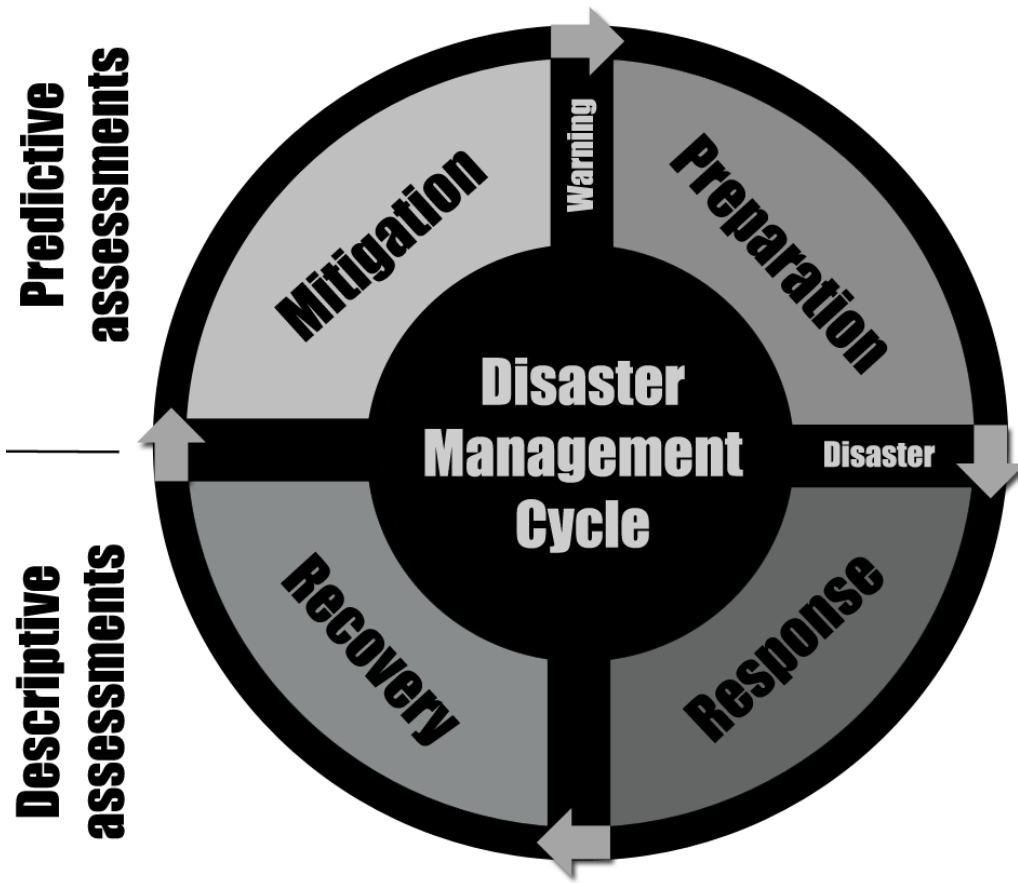 Predictive
assessments
Descriptive
assessments
Warning
Mitigation
Preparation
Disaster
Management
Cycle
Disaster
Recovery
Response